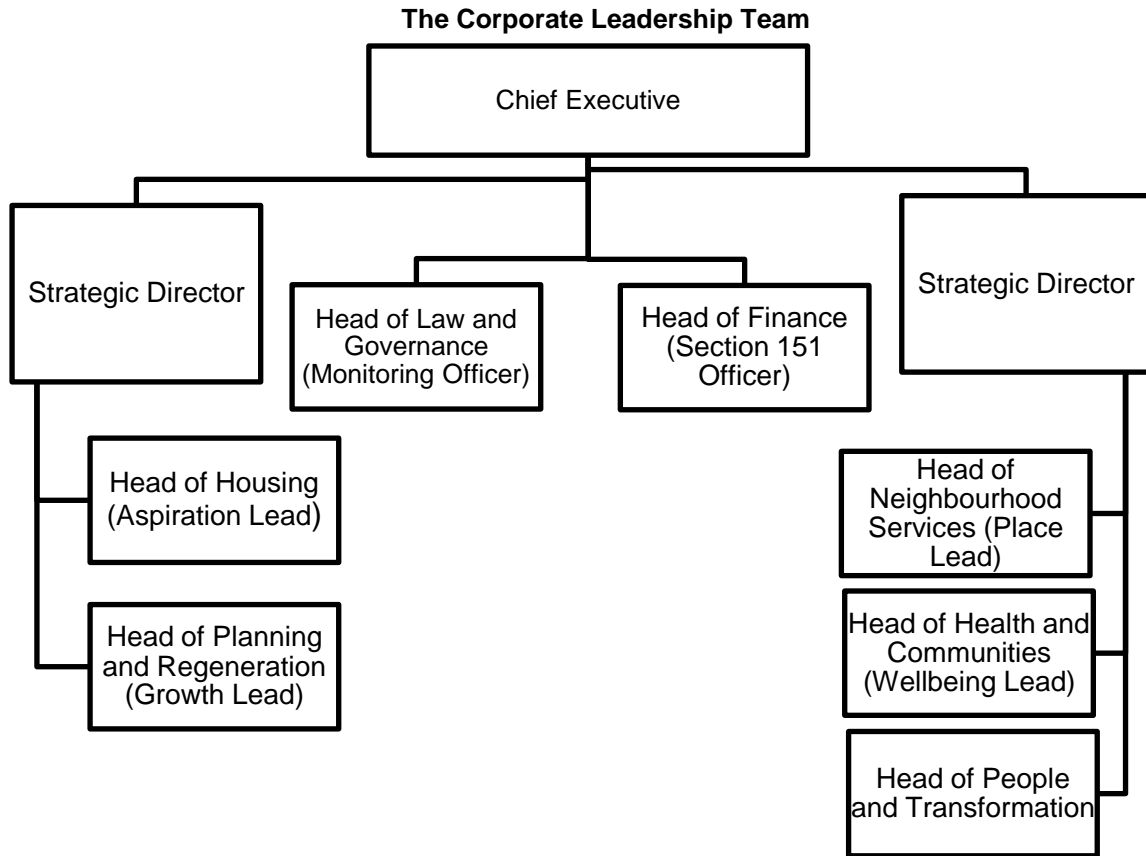 The Corporate Leadership Team
Chief Executive
Strategic Director
Head of Law and
Governance
(Monitoring Officer)
Head of Finance
(Section 151
Officer)
Strategic Director
Head of Housing
(Aspiration Lead)
Head of Planning
and Regeneration
(Growth Lead)
Head of
Neighbourhood
Services (Place
Lead)
Head of Health and
Communities
(Wellbeing Lead)
Head of People
and Transformation